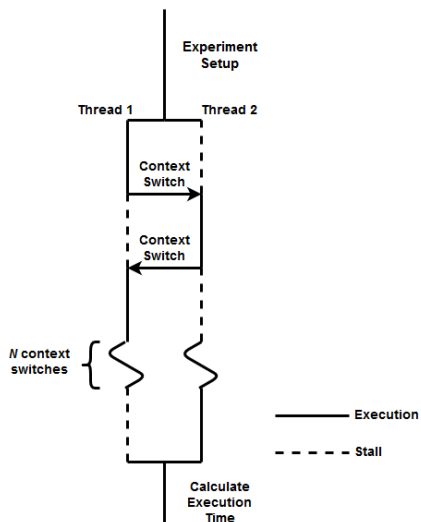 Experiment
Setup
Thread 1
Thread 2
Context
Switch
Context
Switch
N context
switches
Execution
Stall
Calculate
Execution
Time